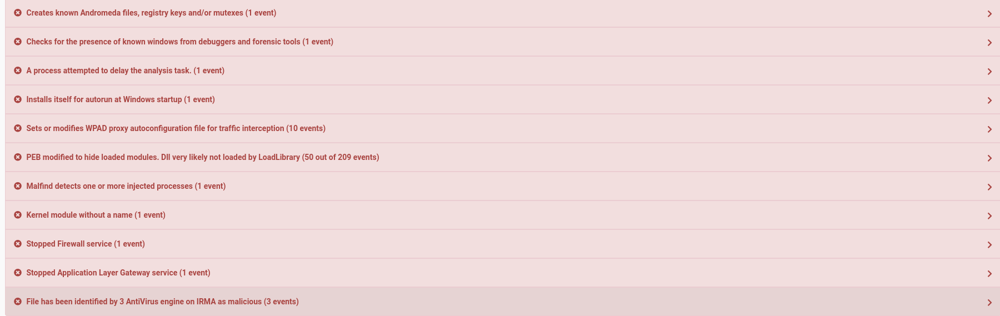 Creates known Andromeda files, registry keys and/or mutexes (1 event)
Checks for the presence of known windows from debuggers and forensic tools (1 event)
A process attempted to delay the analysis task. (1 event)
Installs itself for autorun at Windows startup (1 event)
Sets or modifies WPAD proxy autoconfiguration file for traffic interception (10 events)
PEB modified to hide loaded modules. Dll very likely not loaded by LoadLibrary (50 out of 209 events)
Malfind detects one or more injected processes (1 event)
Kernel module without a name (1 event)
Stopped Firewall service (1 event)
Stopped Application Layer Gateway service (1 event)
File has been identified by 3 AntiVirus engine on IRMA as malicious (3 events)